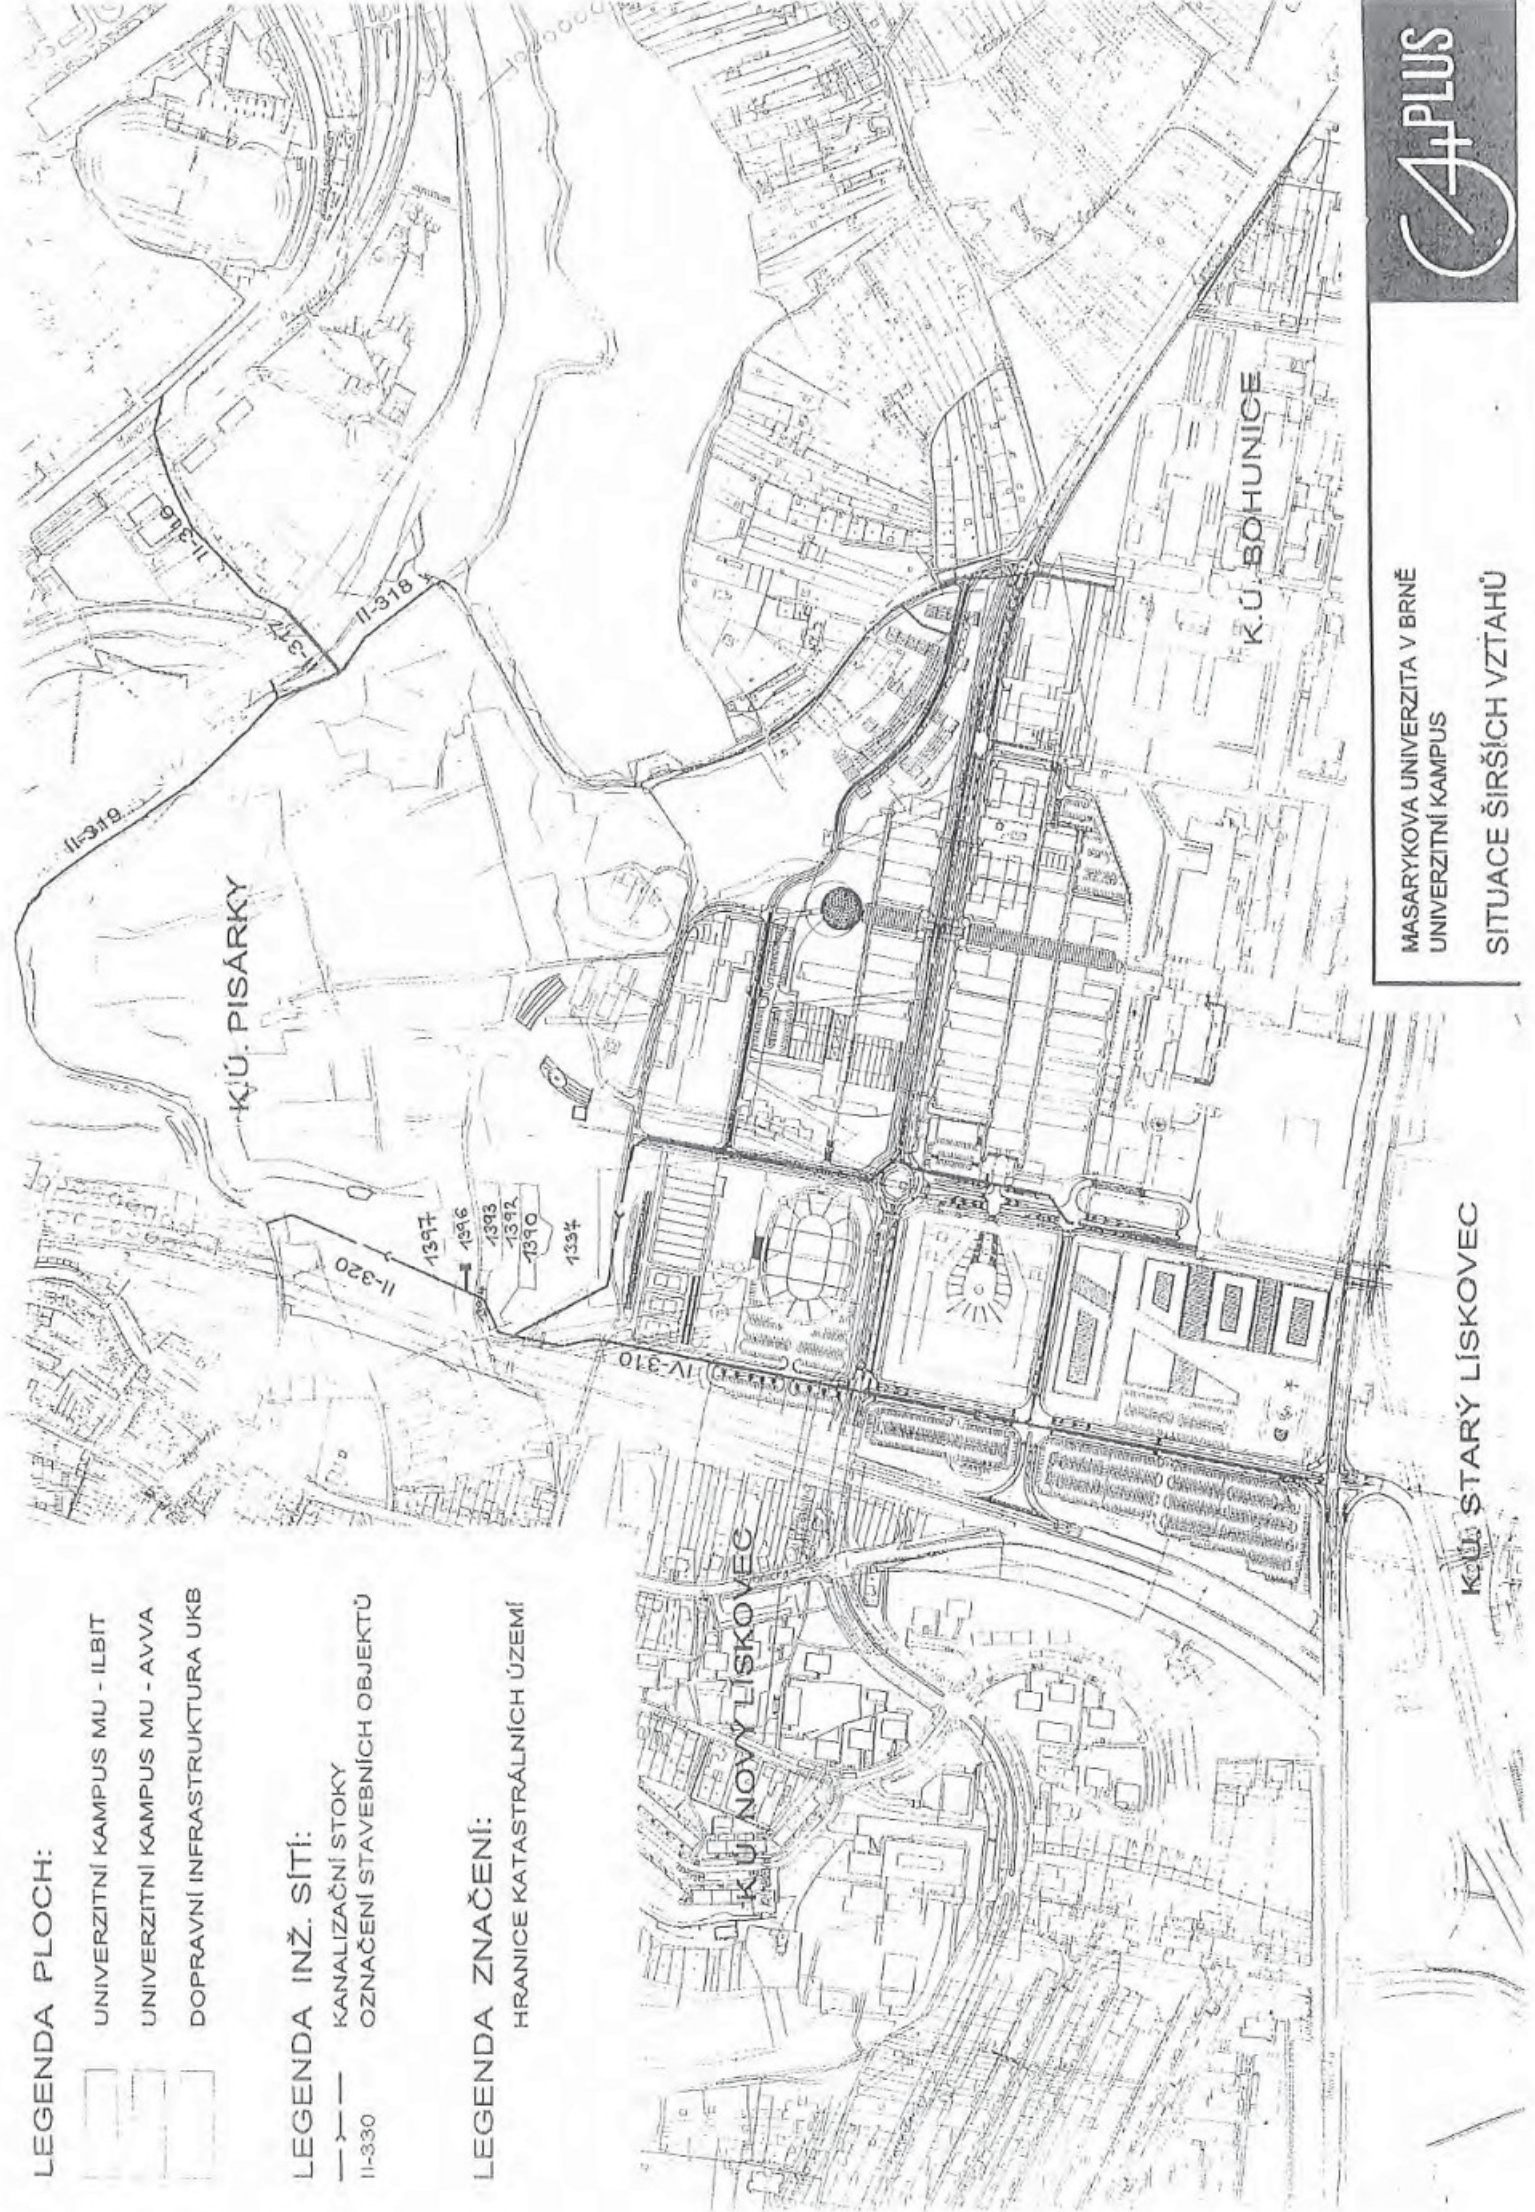 LEGENDA PLOCH:
UNIVERZITNÍ KAMPUS MU - ILBIT
UNIVERZITNÍ KAMPUS MU - AVVA
DOPRAVNÍ INFRASTRUKTURA UKB
LEGENDA INŽ. SÍTÍ:
KANALIZAČNÍ STOKY
II-330 OZNAČENÍ STAVEBNÍCH OBJEKTŮ
LEGENDA ZNAČENÍ:
HRANICE KATASTRÁLNÍCH ÚZEMÍ
II-316
II-317
II-318
II-319
K.Ú. PISÁRKY
II-320
1397
1396
1393
1392
1390
1337
IV-310
K.Ú. NOVÝ LÍSKOVEC
K.Ú. BOHUNICE
K.Ú. STARÝ LÍSKOVEC
MASARYKOVA UNIVERZITA V BRNĚ
UNIVERZITNÍ KAMPUS
SITUACE ŠIRŠÍCH VZTAHŮ
A PLUS